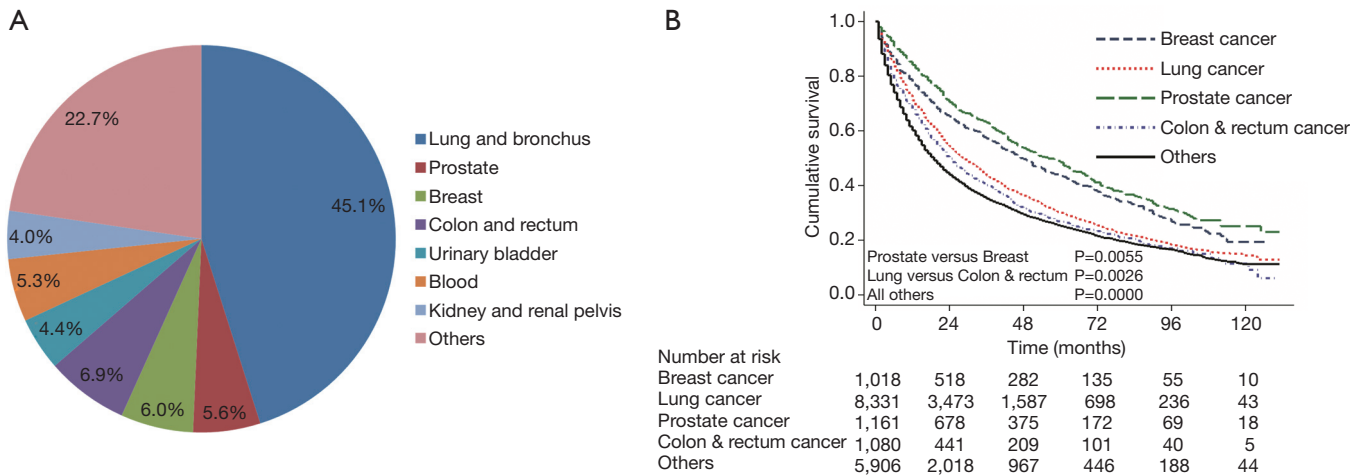 A
45.1%
5.6%
6.0%
6.9%
4.4%
5.3%
4.0%
22.7%
Lung and bronchus
Prostate
Breast
Colon and rectum
Urinary bladder
Blood
Kidney and renal pelvis
Others
B
Cumulative survival
1.0
0.8
0.6
0.4
0.2
0.0
Breast cancer
Lung cancer
Prostate cancer
Colon & rectum cancer
Others
Prostate versus Breast P=0.0055
Lung versus Colon & rectum P=0.0026
All others P=0.0000
0 24 48 72 96 120
Time (months)
Number at risk
Breast cancer 1,018 518 282 135 55 10
Lung cancer 8,331 3,473 1,587 698 236 43
Prostate cancer 1,161 678 375 172 69 18
Colon & rectum cancer 1,080 441 209 101 40 5
Others 5,906 2,018 967 446 188 44